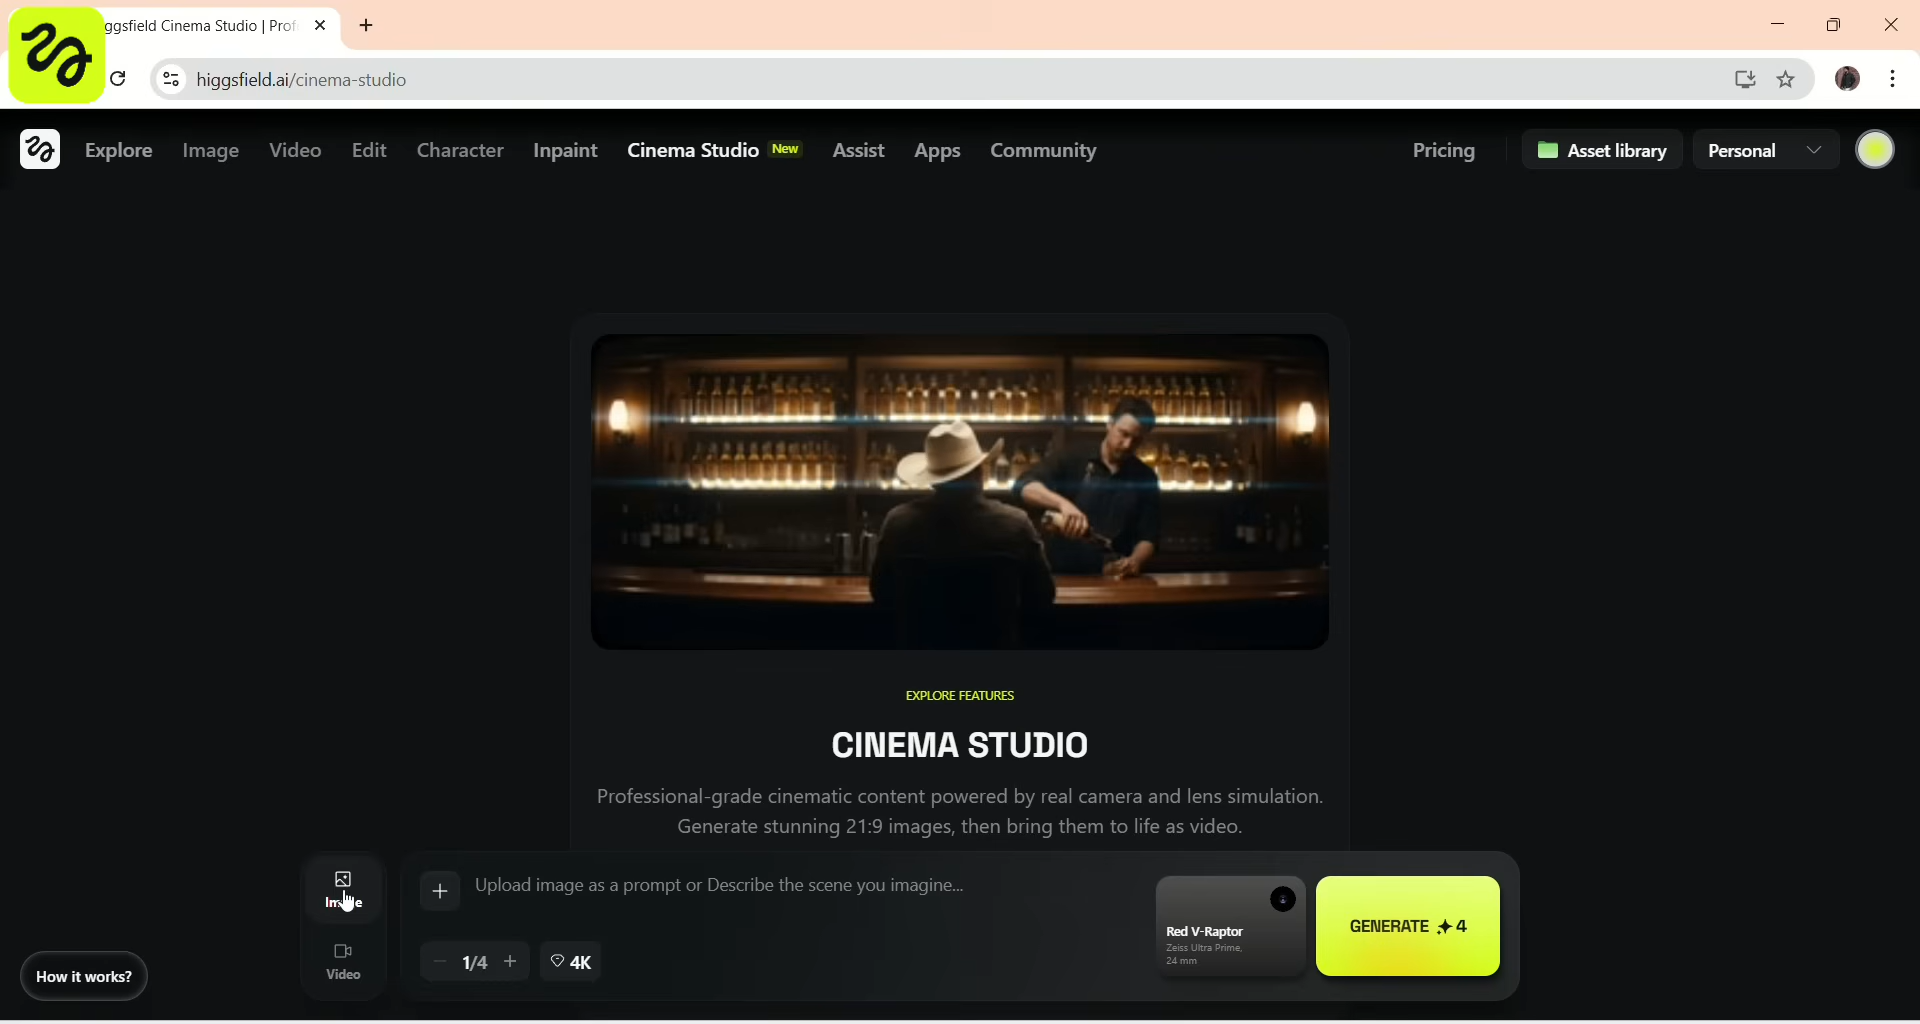 ggsfield Cinema Studio | Prof
higgsfield.ai/cinema-studio
Explore Image Video Edit Character Inpaint Cinema Studio New Assist Apps Community Pricing Asset library Personal
EXPLORE FEATURES
CINEMA STUDIO
Professional-grade cinematic content powered by real camera and lens simulation.
Generate stunning 21:9 images, then bring them to life as video.
Image
Video
Upload image as a prompt or Describe the scene you imagine...
1/4
4K
Red V-Raptor
Zeiss Ultra Prime,
24 mm
GENERATE 4
How it works?